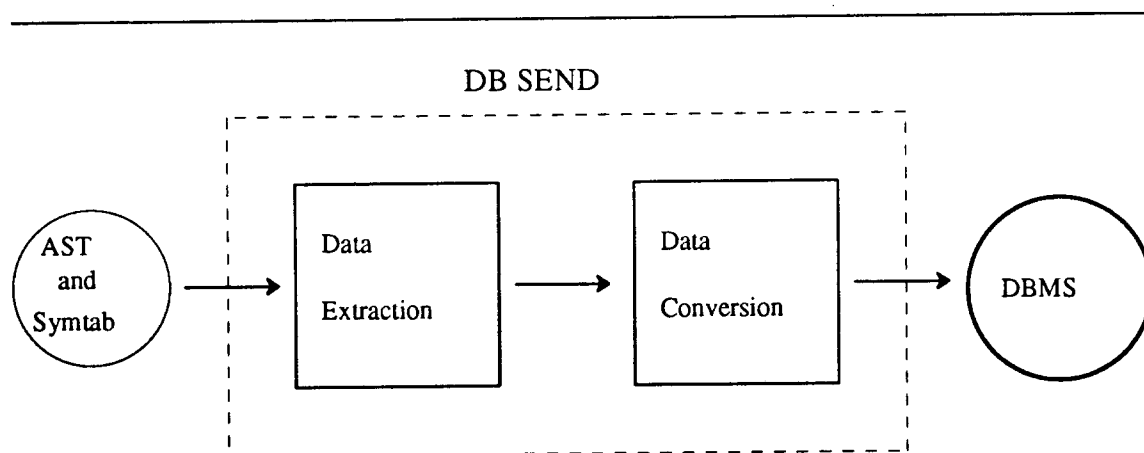 DB SEND
AST
and
Symtab
Data
Extraction
Data
Conversion
DBMS